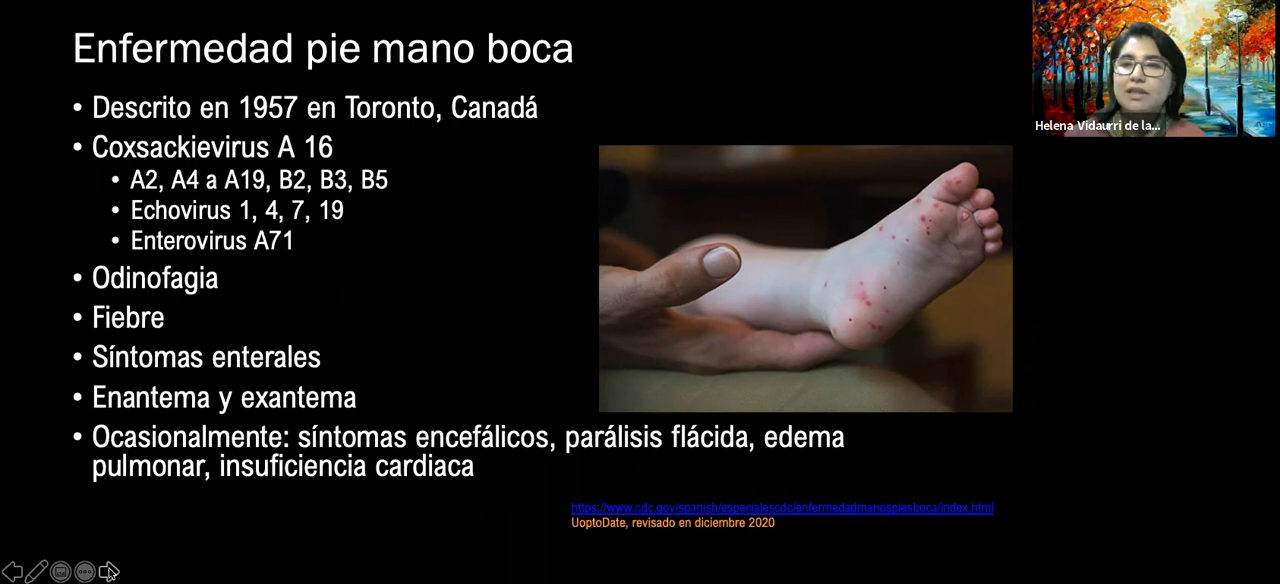 Enfermedad pie mano boca
• Descrito en 1957 en Toronto, Canadá
• Coxsackievirus A 16
• A2, A4 a A19, B2, B3, B5
• Echovirus 1, 4, 7, 19
• Enterovirus A71
• Odinofagia
• Fiebre
• Síntomas enterales
• Enantema y exantema
• Ocasionalmente: síntomas encefálicos, parálisis flácida, edema
pulmonar, insuficiencia cardiaca
https://www.cdc.gov/spanish/especialescdc/enfermedadmanospiesboca/index.html
UoptoDate, revisado en diciembre 2020
Helena Vidaurri de la...